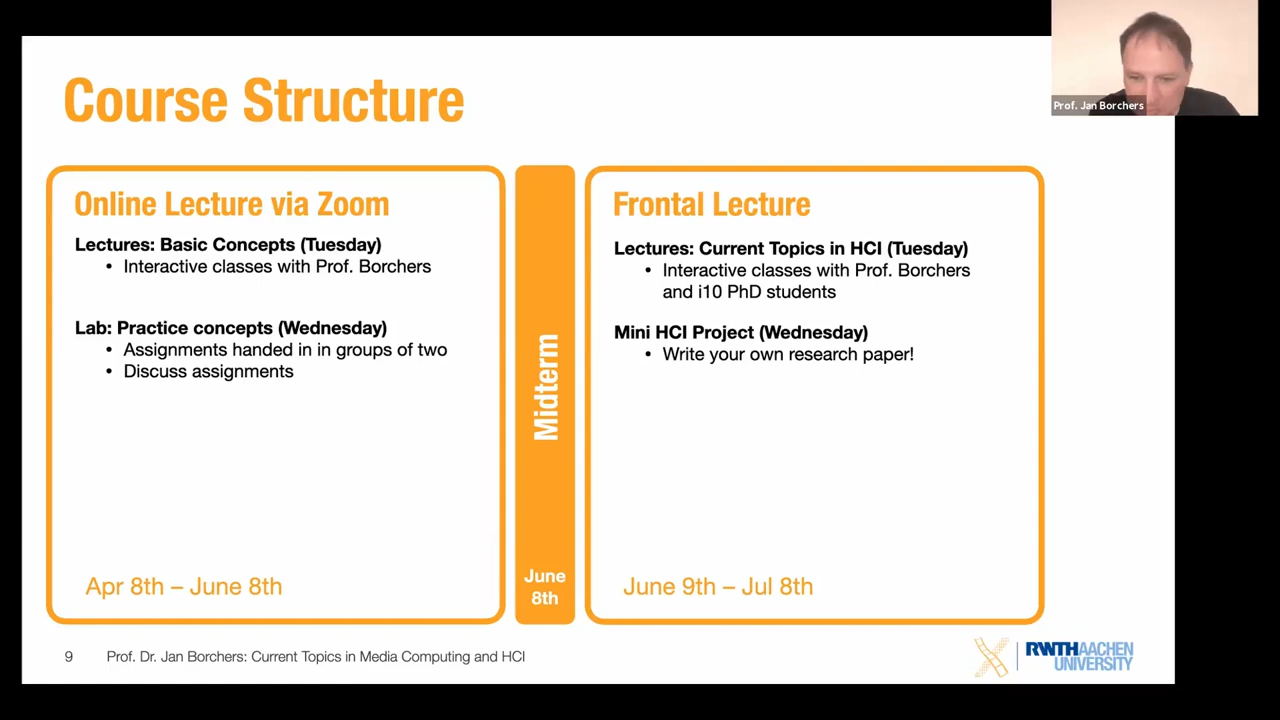 Course Structure
Prof. Jan Borchers
Online Lecture via Zoom
Lectures: Basic Concepts (Tuesday)
• Interactive classes with Prof. Borchers
Lab: Practice concepts (Wednesday)
• Assignments handed in in groups of two
• Discuss assignments
Apr 8th – June 8th
Midterm
June
8th
Frontal Lecture
Lectures: Current Topics in HCI (Tuesday)
• Interactive classes with Prof. Borchers
and i10 PhD students
Mini HCI Project (Wednesday)
• Write your own research paper!
June 9th – Jul 8th
9 Prof. Dr. Jan Borchers: Current Topics in Media Computing and HCI
RWTHAACHEN
UNIVERSITY